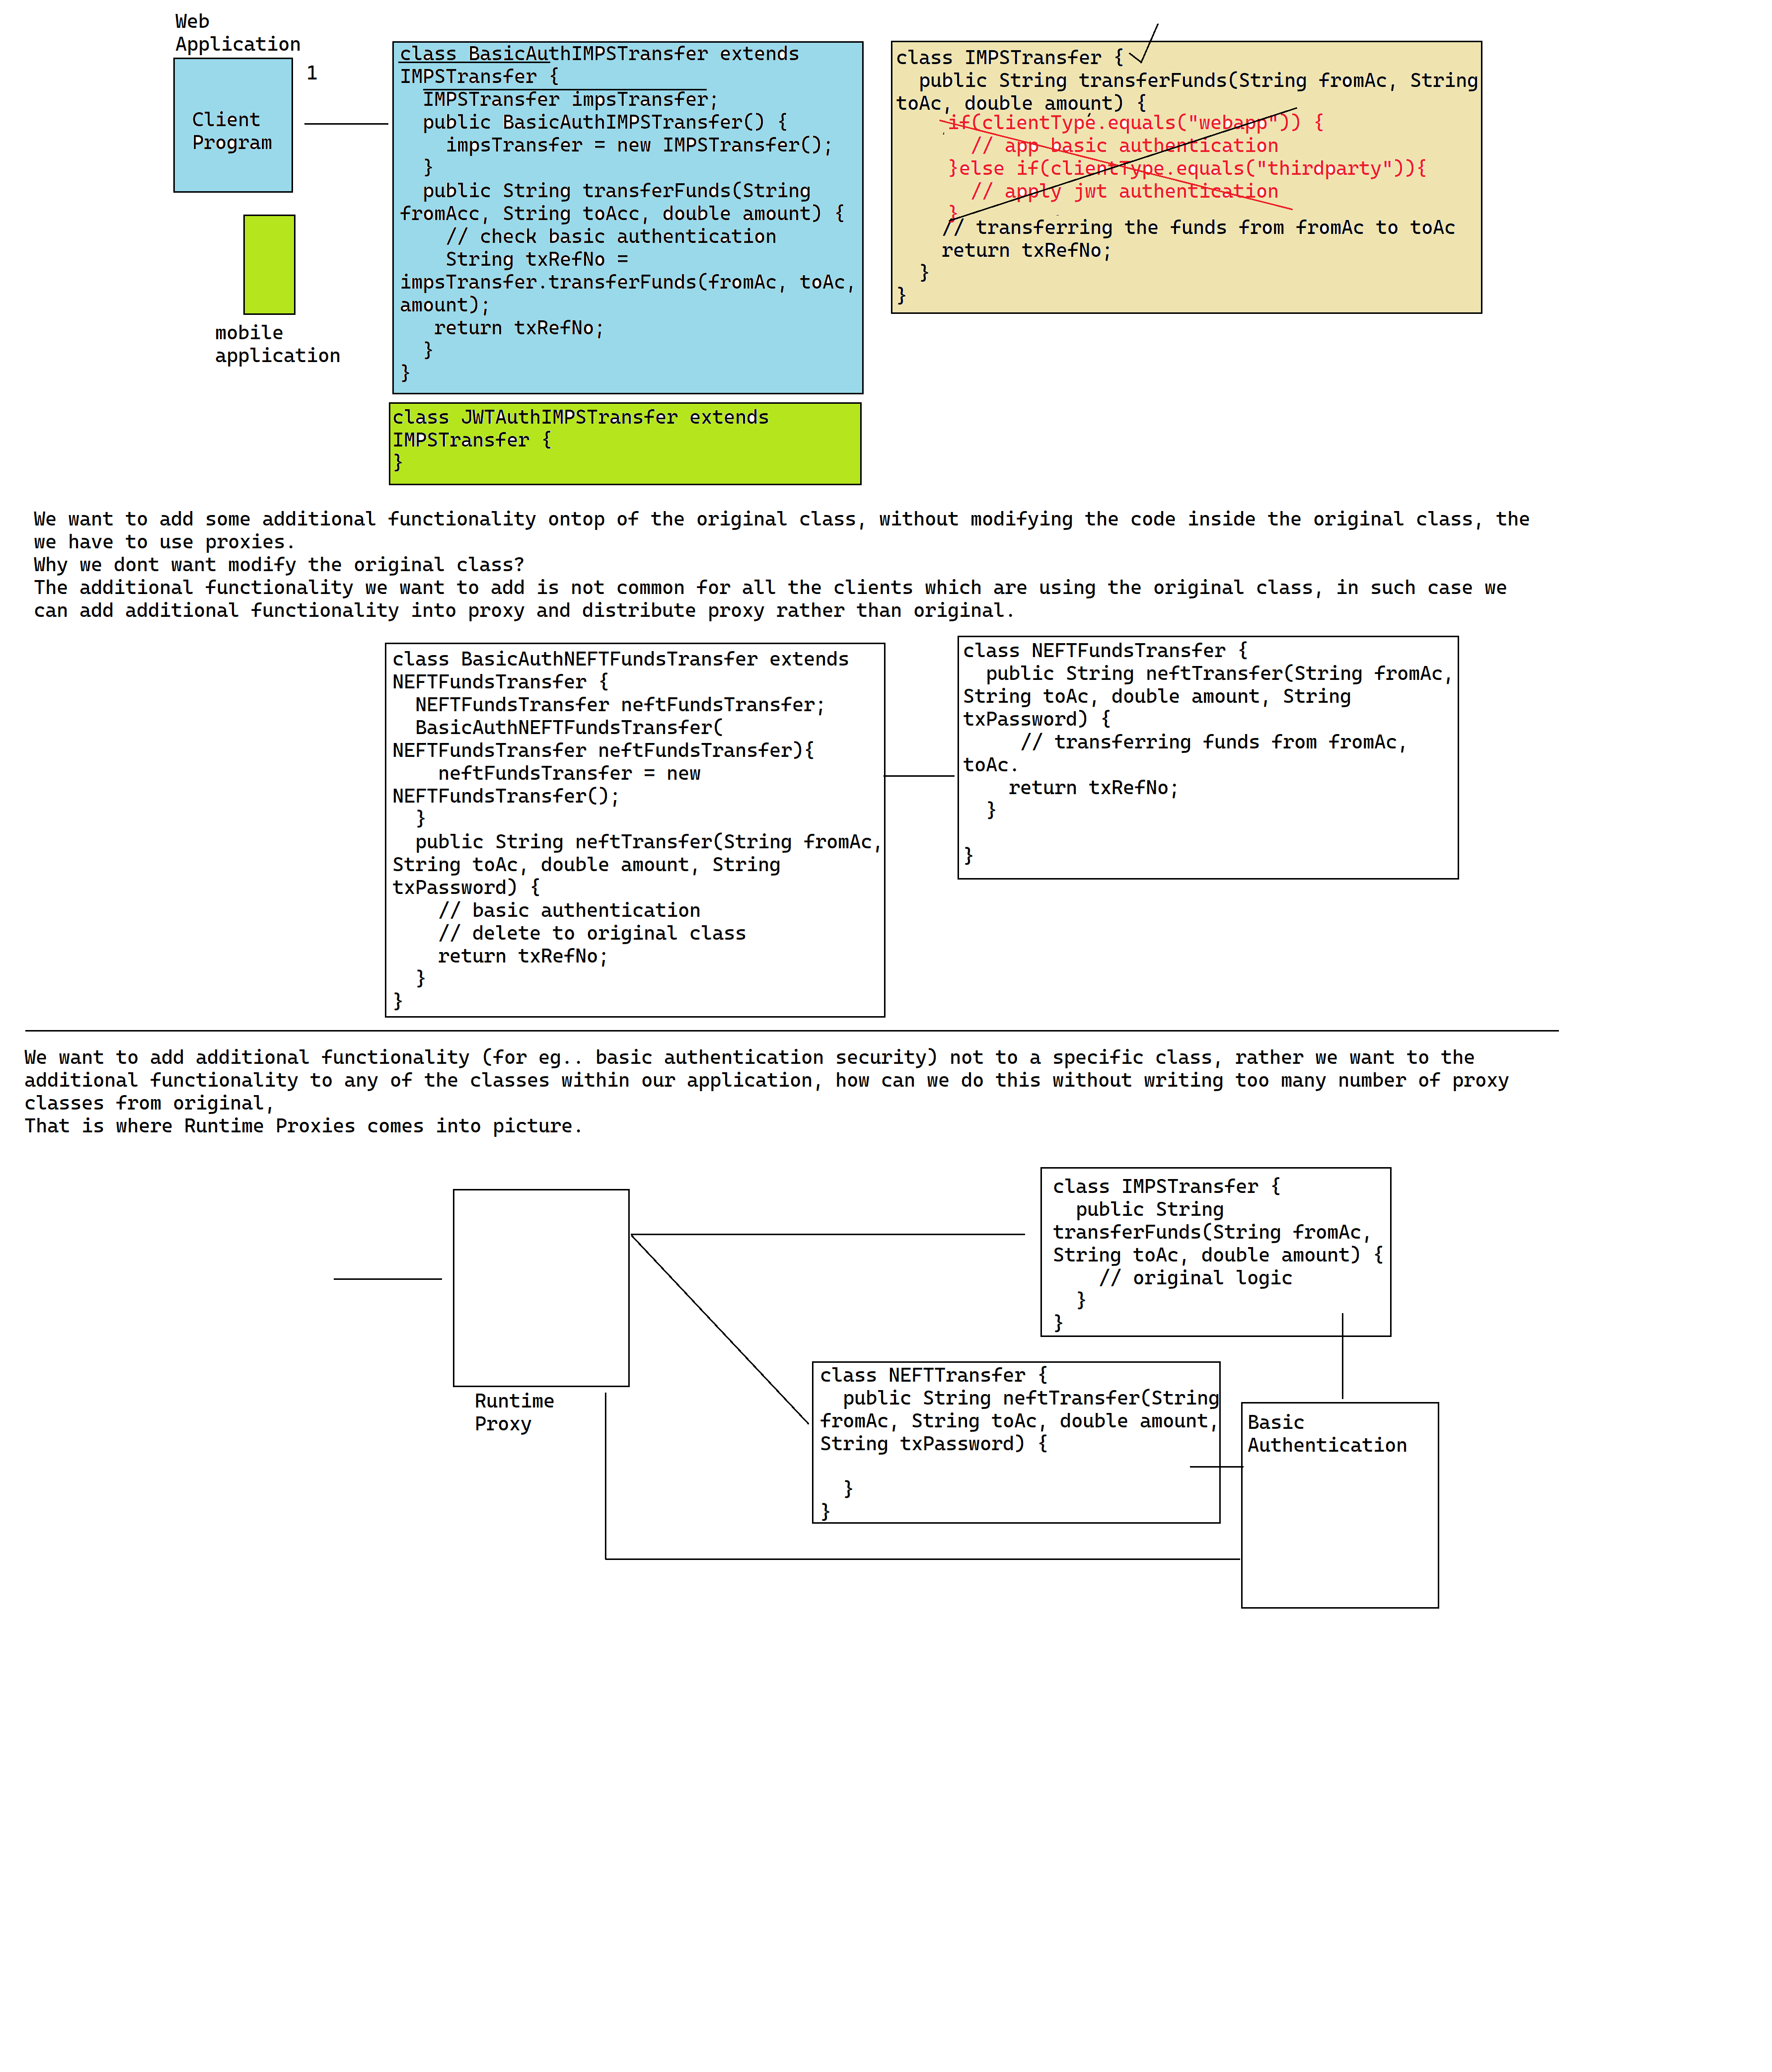 Web
Application
1
Client
Program
mobile
application
class BasicAuthIMPSTransfer extends
IMPSTransfer {
  IMPSTransfer impsTransfer;
  public BasicAuthIMPSTransfer() {
    impsTransfer = new IMPSTransfer();
  }
  public String transferFunds(String
fromAcc, String toAcc, double amount) {
    // check basic authentication
    String txRefNo =
impsTransfer.transferFunds(fromAc, toAc,
amount);
   return txRefNo;
  }
}
class IMPSTransfer {
  public String transferFunds(String fromAc, String
toAc, double amount) {
if(clientType.equals("webapp")) {
  // app basic authentication
}else if(clientType.equals("thirdparty")){
  // apply jwt authentication
}
    // transferring the funds from fromAc to toAc
    return txRefNo;
  }
}
class JWTAuthIMPSTransfer extends
IMPSTransfer {
}
We want to add some additional functionality ontop of the original class, without modifying the code inside the original class, the
we have to use proxies.
Why we dont want modify the original class?
The additional functionality we want to add is not common for all the clients which are using the original class, in such case we
can add additional functionality into proxy and distribute proxy rather than original.
class BasicAuthNEFTFundsTransfer extends
NEFTFundsTransfer {
  NEFTFundsTransfer neftFundsTransfer;
  BasicAuthNEFTFundsTransfer(
NEFTFundsTransfer neftFundsTransfer){
    neftFundsTransfer = new
NEFTFundsTransfer();
  }
  public String neftTransfer(String fromAc,
String toAc, double amount, String
txPassword) {
    // basic authentication
    // delete to original class
    return txRefNo;
  }
}
class NEFTFundsTransfer {
  public String neftTransfer(String fromAc,
String toAc, double amount, String
txPassword) {
     // transferring funds from fromAc,
toAc.
    return txRefNo;
  }
}
We want to add additional functionality (for eg.. basic authentication security) not to a specific class, rather we want to the
additional functionality to any of the classes within our application, how can we do this without writing too many number of proxy
classes from original,
That is where Runtime Proxies comes into picture.
Runtime
Proxy
class IMPSTransfer {
  public String
transferFunds(String fromAc,
String toAc, double amount) {
    // original logic
  }
}
class NEFTTransfer {
  public String neftTransfer(String
fromAc, String toAc, double amount,
String txPassword) {
  }
}
Basic
Authentication